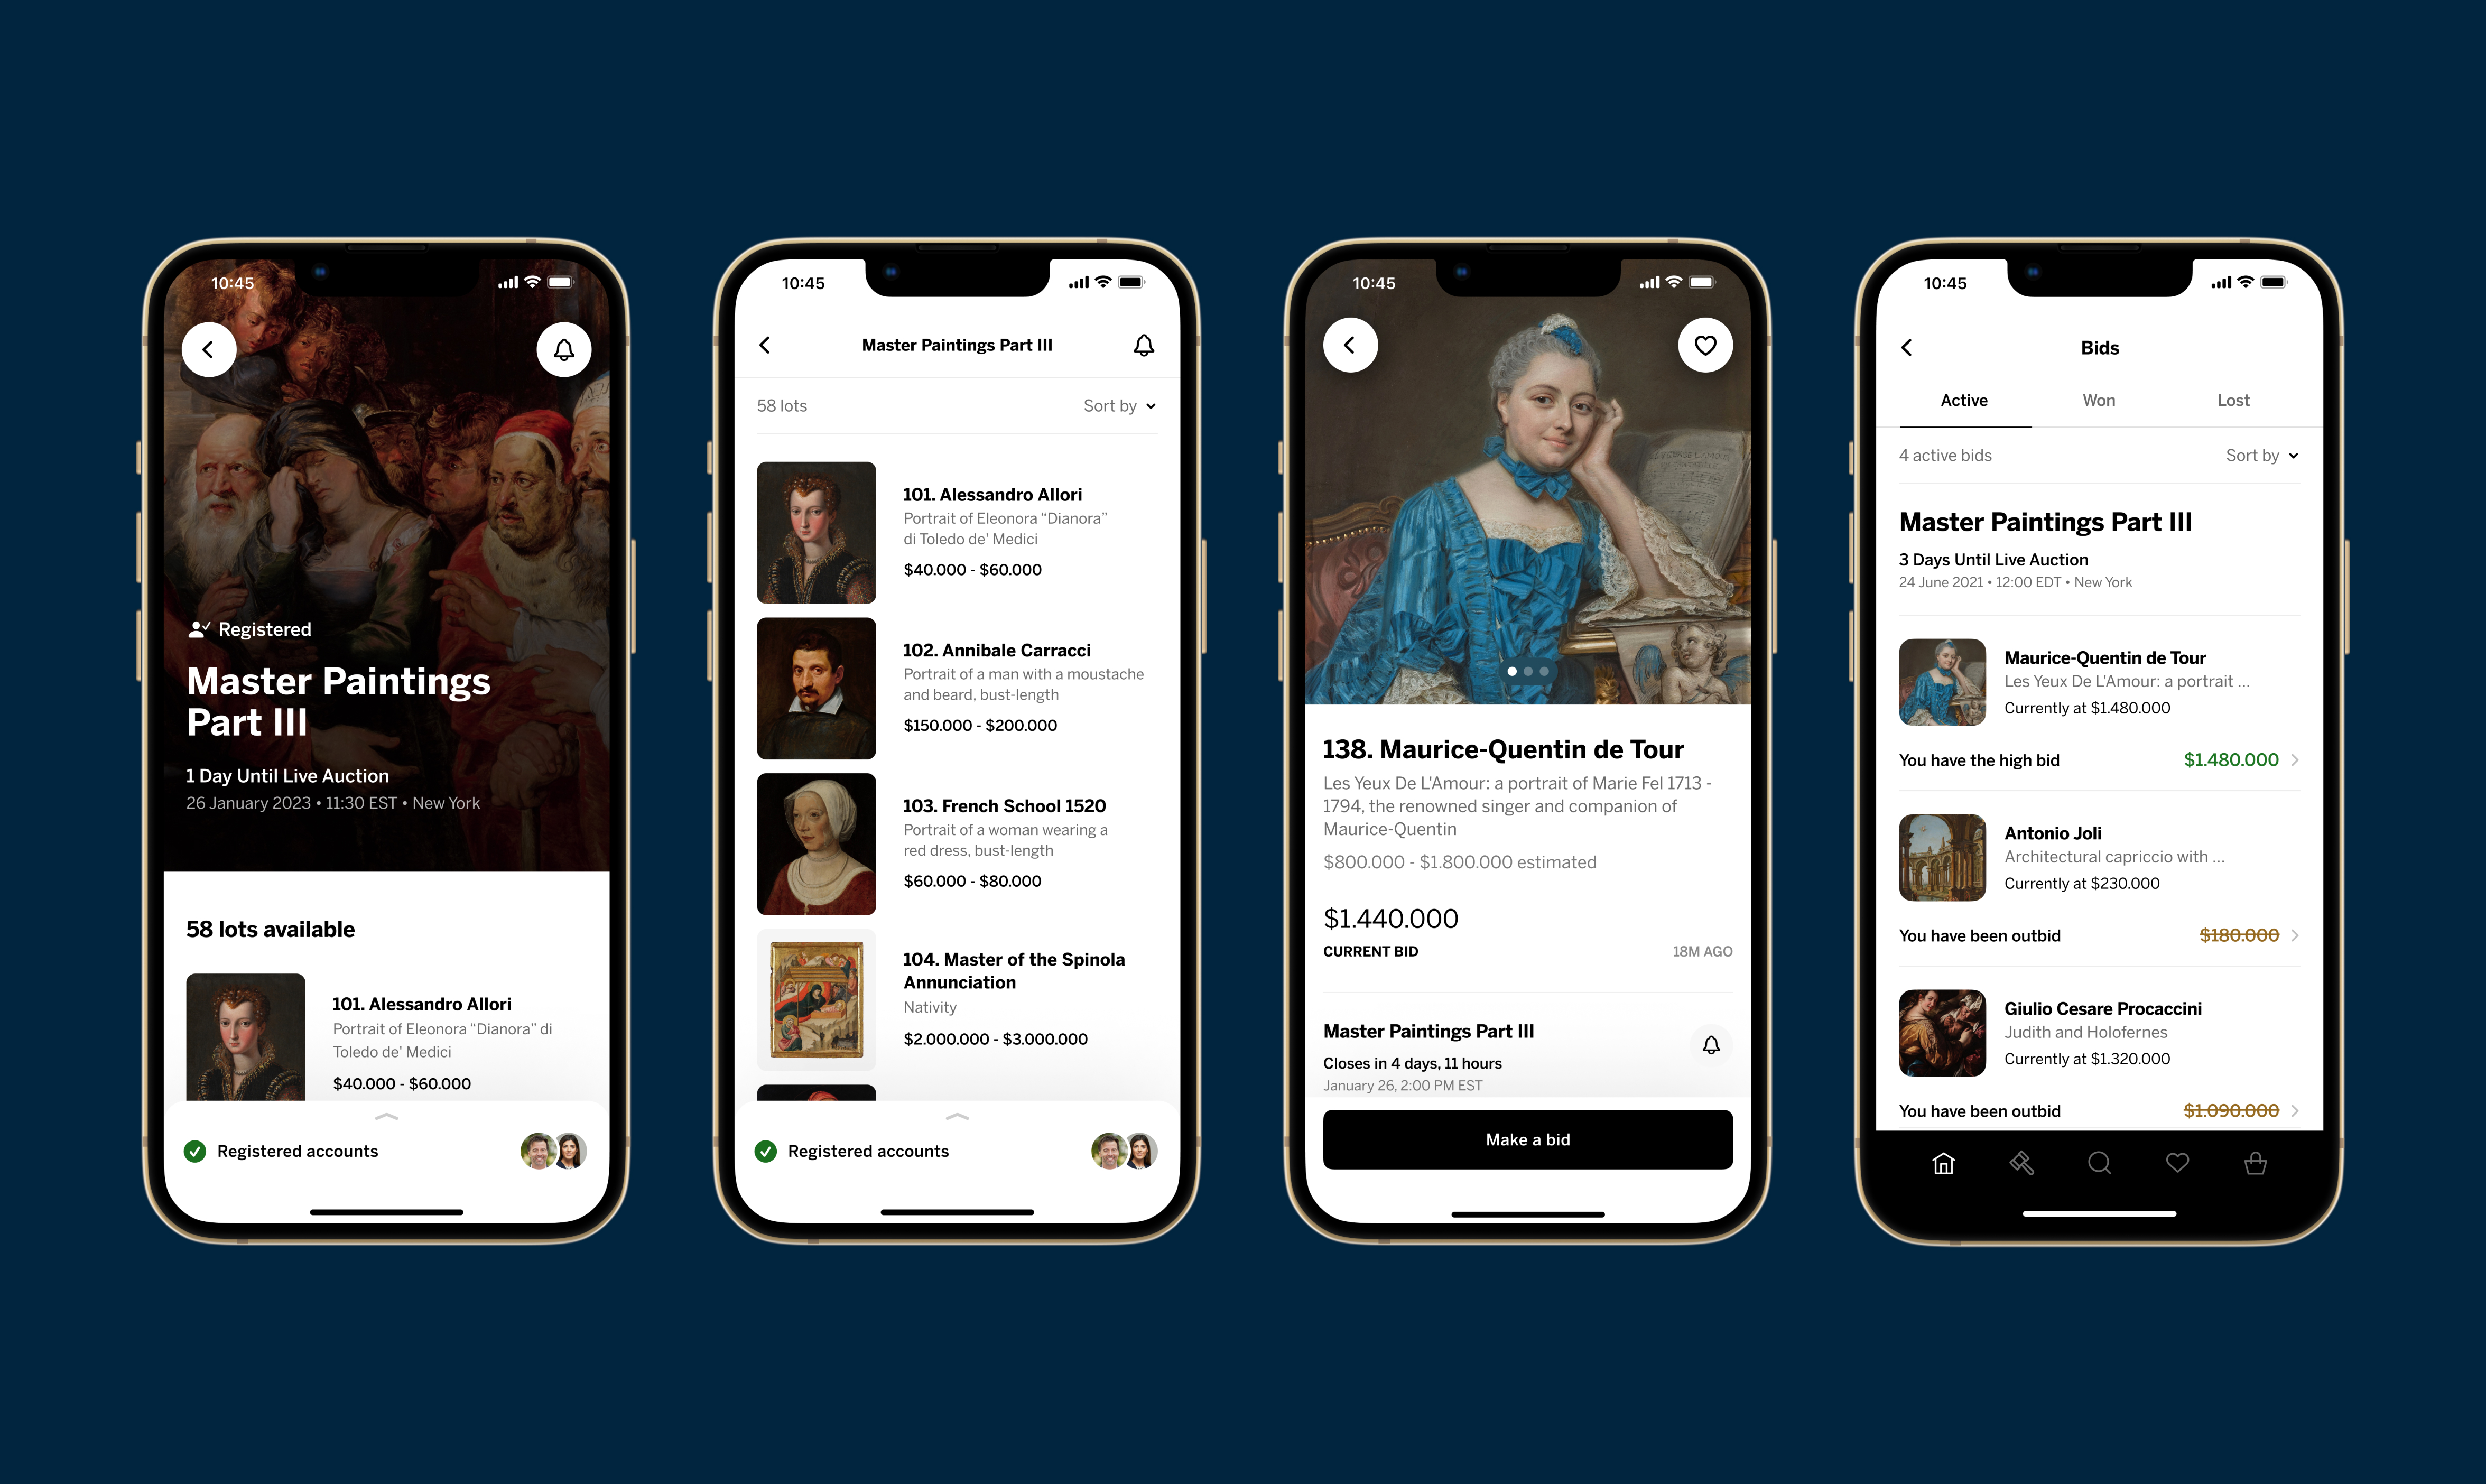 10:45
Registered
Master Paintings
Part III
1 Day Until Live Auction
26 January 2023 • 11:30 EST • New York
58 lots available
101. Alessandro Allori
Portrait of Eleonora “Dianora” di
Toledo de' Medici
$40.000 - $60.000
Registered accounts
10:45
Master Paintings Part III
58 lots
Sort by
101. Alessandro Allori
Portrait of Eleonora “Dianora”
di Toledo de' Medici
$40.000 - $60.000
102. Annibale Carracci
Portrait of a man with a moustache
and beard, bust-length
$150.000 - $200.000
103. French School 1520
Portrait of a woman wearing a
red dress, bust-length
$60.000 - $80.000
104. Master of the Spinola
Annunciation
Nativity
$2.000.000 - $3.000.000
Registered accounts
10:45
138. Maurice-Quentin de Tour
Les Yeux De L'Amour: a portrait of Marie Fel 1713 -
1794, the renowned singer and companion of
Maurice-Quentin
$800.000 - $1.800.000 estimated
$1.440.000
CURRENT BID
18M AGO
Master Paintings Part III
Closes in 4 days, 11 hours
January 26, 2:00 PM EST
Make a bid
10:45
Bids
Active
Won
Lost
4 active bids
Sort by
Master Paintings Part III
3 Days Until Live Auction
24 June 2021 • 12:00 EDT • New York
Maurice-Quentin de Tour
Les Yeux De L'Amour: a portrait ...
Currently at $1.480.000
You have the high bid
$1.480.000
Antonio Joli
Architectural capriccio with ...
Currently at $230.000
You have been outbid
$180.000
Giulio Cesare Procaccini
Judith and Holofernes
Currently at $1.320.000
You have been outbid
$1.090.000